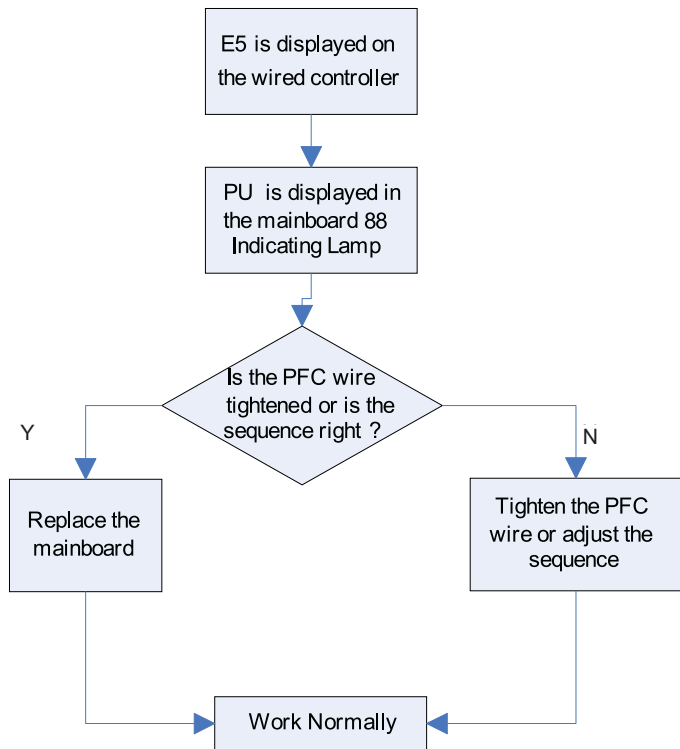 E5 is displayed on
the wired controller
PU is displayed in
the mainboard 88
Indicating Lamp
Is the PFC wire
tightened or is the
sequence right ?
Y
N
Replace the
mainboard
Tighten the PFC
wire or adjust the
sequence
Work Normally